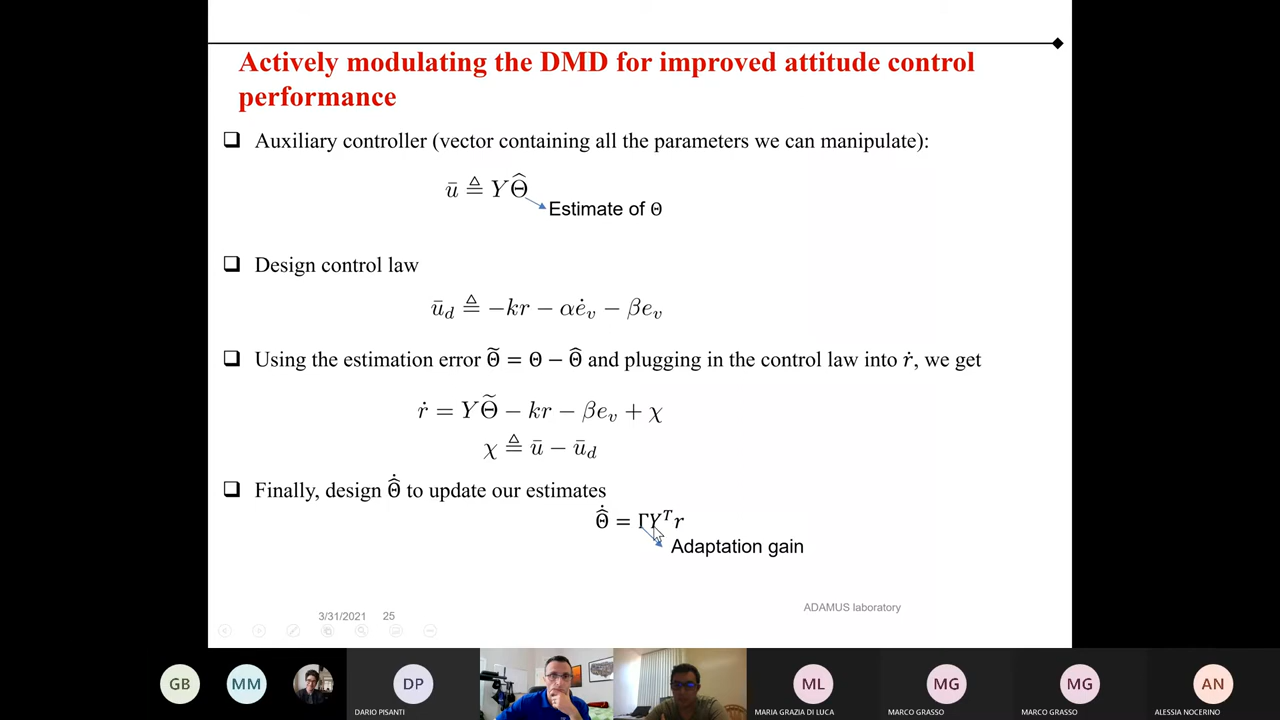 Actively modulating the DMD for improved attitude control
performance
❑ Auxiliary controller (vector containing all the parameters we can manipulate):
ū ≜ YΘ̂
Estimate of Θ
❑ Design control law
ū_d ≜ −kr − αė_v − βe_v
❑ Using the estimation error Θ̃ = Θ − Θ̂ and plugging in the control law into ṙ, we get
ṙ = YΘ̃ − kr − βe_v + χ
χ ≜ ū − ū_d
❑ Finally, design Θ̂̇ to update our estimates
Θ̂̇ = ΓY^T r
Adaptation gain
ADAMUS laboratory
3/31/2021 25
GB MM DP ML MG MG AN
DARIO PISANTI MARIA GRAZIA DI LUCA MARCO GRASSO MARCO GRASSO ALESSIA NOCERINO